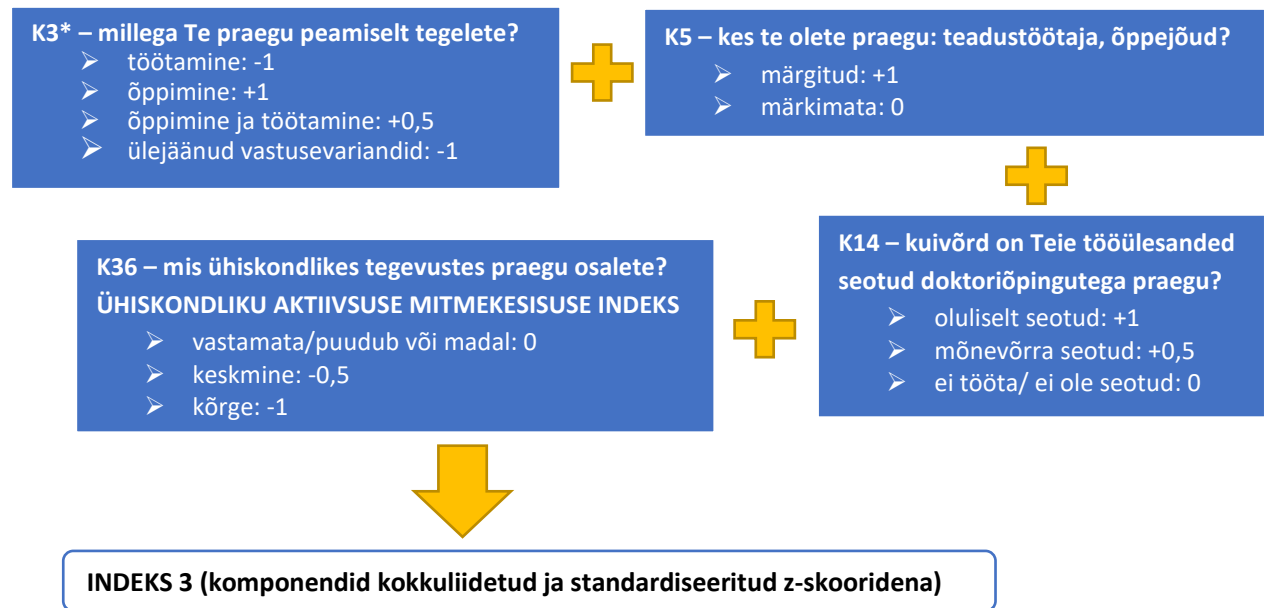 K3* – millega Te praegu peamiselt tegelete?
➢ töötamine: -1
➢ õppimine: +1
➢ õppimine ja töötamine: +0,5
➢ ülejäänud vastusevariandid: -1
K5 – kes te olete praegu: teadustöötaja, õppejõud?
➢ märgitud: +1
➢ märkimata: 0
K14 – kuivõrd on Teie tööülesanded
seotud doktoriõpingutega praegu?
➢ oluliselt seotud: +1
➢ mõnevõrra seotud: +0,5
➢ ei tööta/ ei ole seotud: 0
K36 – mis ühiskondlikes tegevustes praegu osalete?
ÜHISKONDLIKU AKTIIVSUSE MITMEKESISUSE INDEKS
➢ vastamata/puudub või madal: 0
➢ keskmine: -0,5
➢ kõrge: -1
INDEKS 3 (komponendid kokkuliidetud ja standardiseeritud z-skooridena)